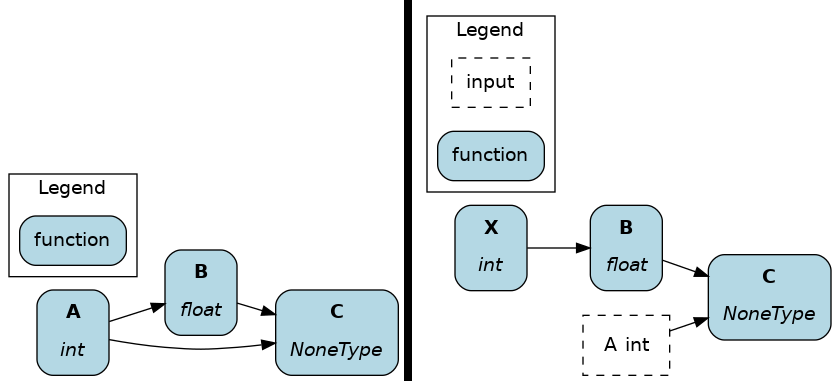 Legend
function
A
int
B
float
C
NoneType
Legend
input
function
X
int
B
float
C
NoneType
A int